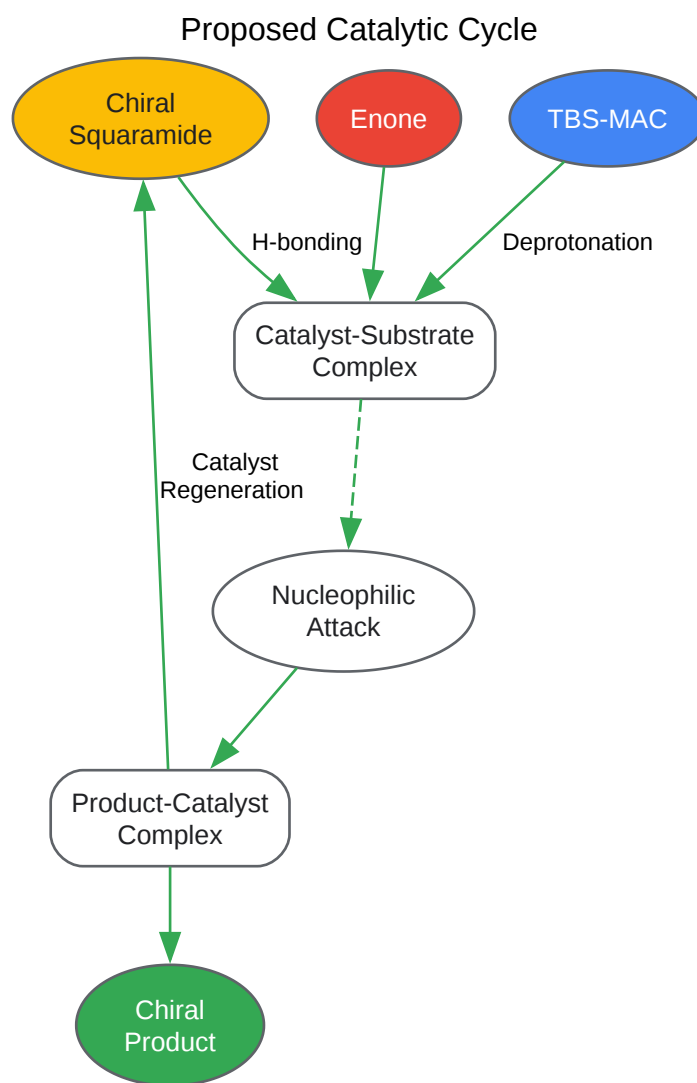 Proposed Catalytic Cycle
Chiral
Squaramide
Enone
TBS-MAC
H-bonding
Deprotonation
Catalyst-Substrate
Complex
Catalyst
Regeneration
Nucleophilic
Attack
Product-Catalyst
Complex
Chiral
Product